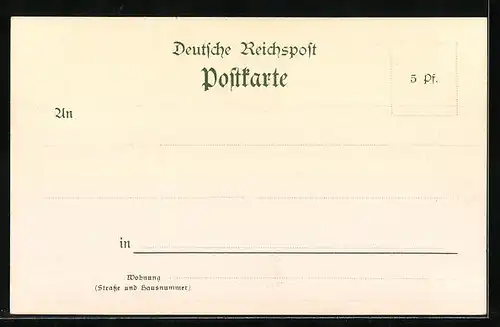 Deutsche Reichspost
Postkarte
5 Pf.
An
in
Wohnung
(Straße und Hausnummer)